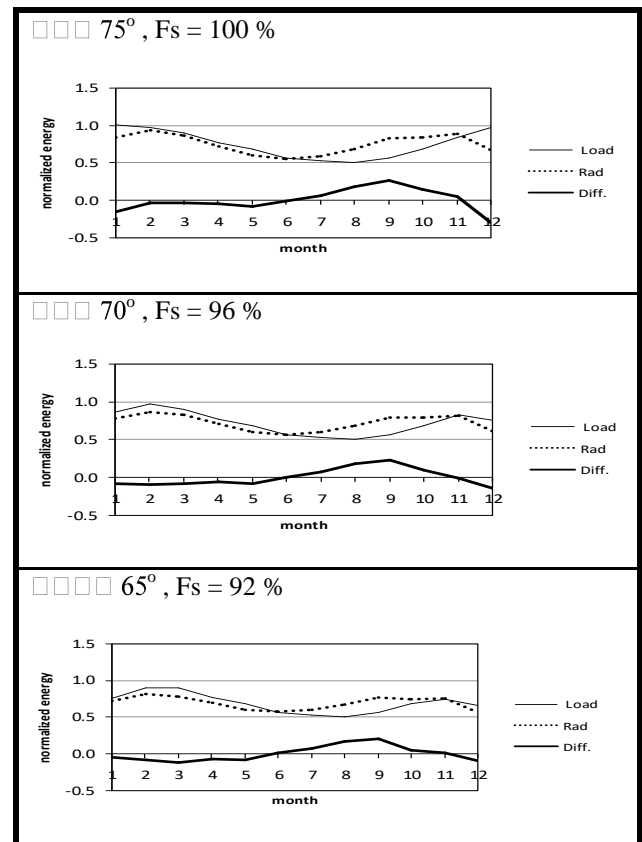 □□□ 75°, Fs = 100 %
1.5
1.0
0.5
0.0
-0.5
normalized energy
1 2 3 4 5 6 7 8 9 10 11 12
month
Load
Rad
Diff.
□□□ 70°, Fs = 96 %
1.5
1.0
0.5
0.0
-0.5
normalized energy
1 2 3 4 5 6 7 8 9 10 11 12
month
Load
Rad
Diff.
□□□□ 65°, Fs = 92 %
1.5
1.0
0.5
0.0
-0.5
normalized energy
1 2 3 4 5 6 7 8 9 10 11 12
month
Load
Rad
Diff.